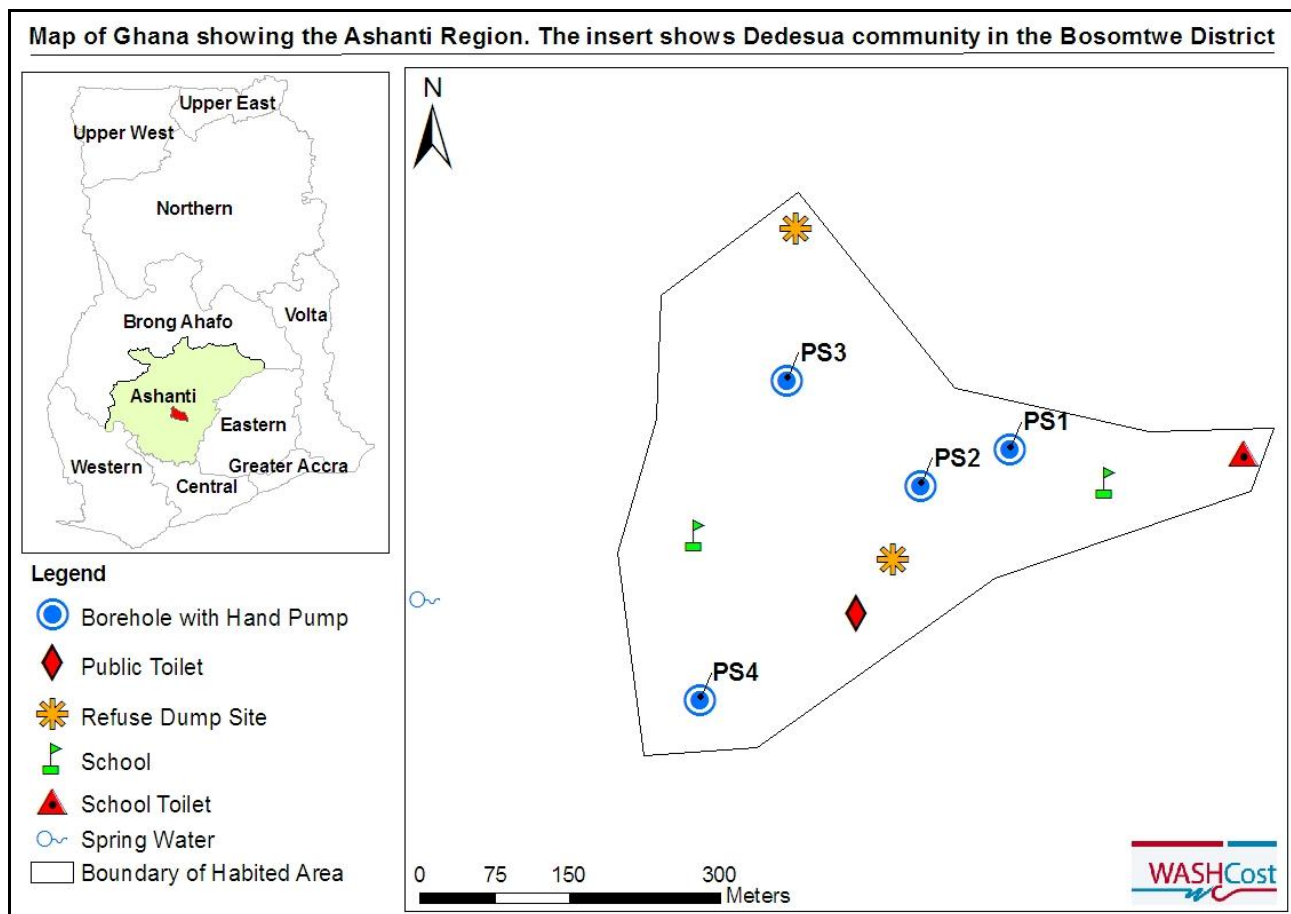 Map of Ghana showing the Ashanti Region. The insert shows Dedesua community in the Bosomtwe District
Upper East
Upper West
Northern
Volta
Brong Ahafo
Ashanti
Eastern
Western
Greater Accra
Central
Legend
Borehole with Hand Pump
Public Toilet
Refuse Dump Site
School
School Toilet
Spring Water
Boundary of Habited Area
N
PS3
PS1
PS2
PS4
0 75 150 300
Meters
WASHCost